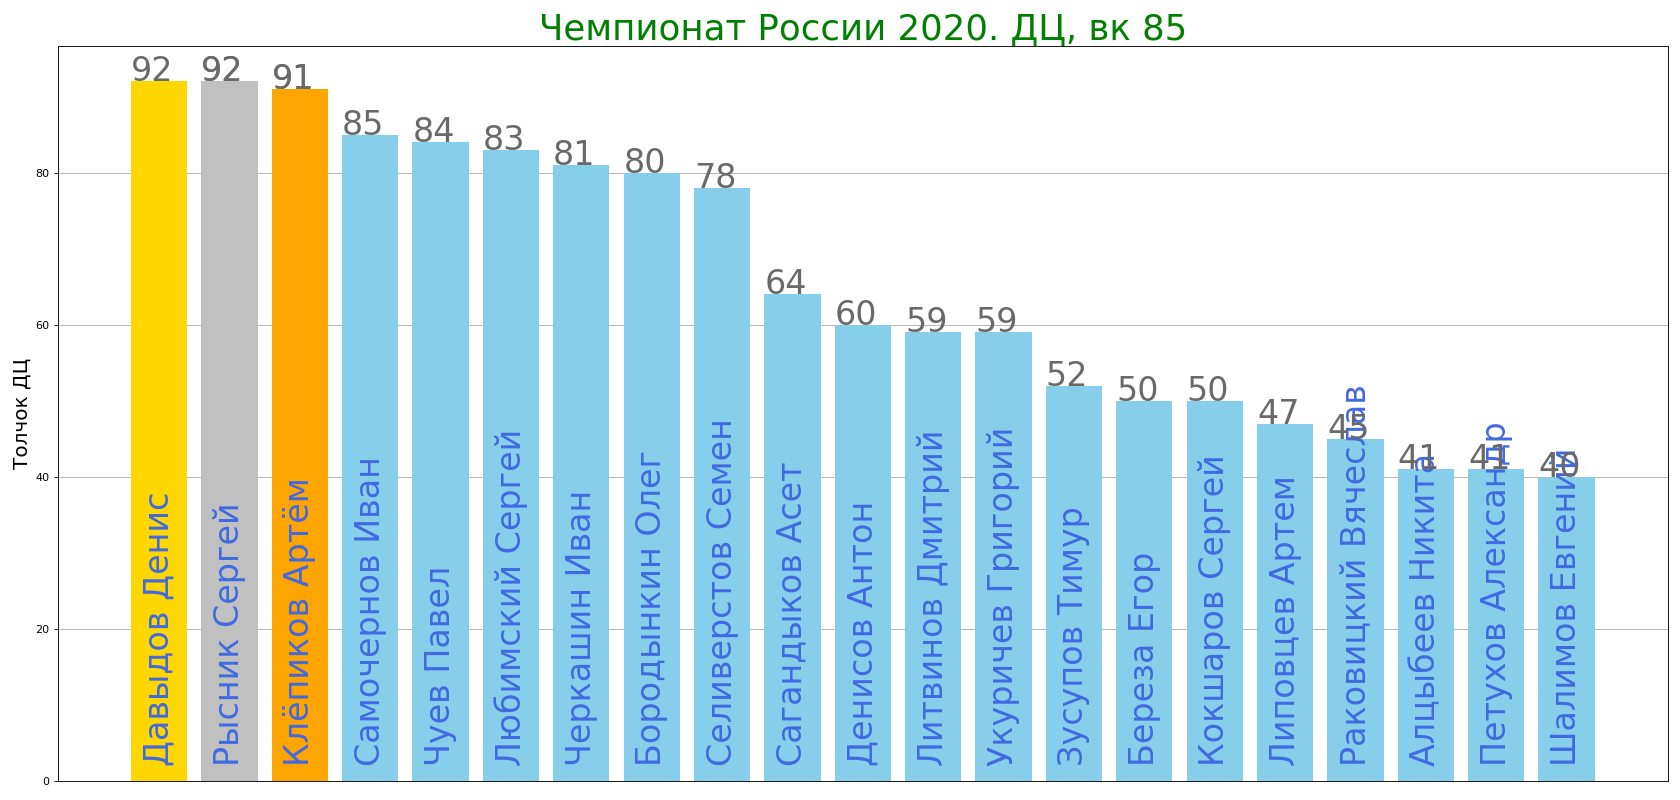 Чемпионат России 2020. ДЦ, вк 85
Толчок ДЦ
80
60
40
20
0
92
92
91
85
84
83
81
80
78
64
60
59
59
52
50
50
47
45
41
41
40
Давыдов Денис
Рысник Сергей
Клёпиков Артём
Самочернов Иван
Чуев Павел
Любимский Сергей
Черкашин Иван
Бородынкин Олег
Селиверстов Семен
Сагандыков Асет
Денисов Антон
Литвинов Дмитрий
Укуричев Григорий
Зусупов Тимур
Береза Егор
Кокшаров Сергей
Липовцев Артем
Раковицкий Вячеслав
Алцыбеев Никита
Петухов Александр
Шалимов Евгений